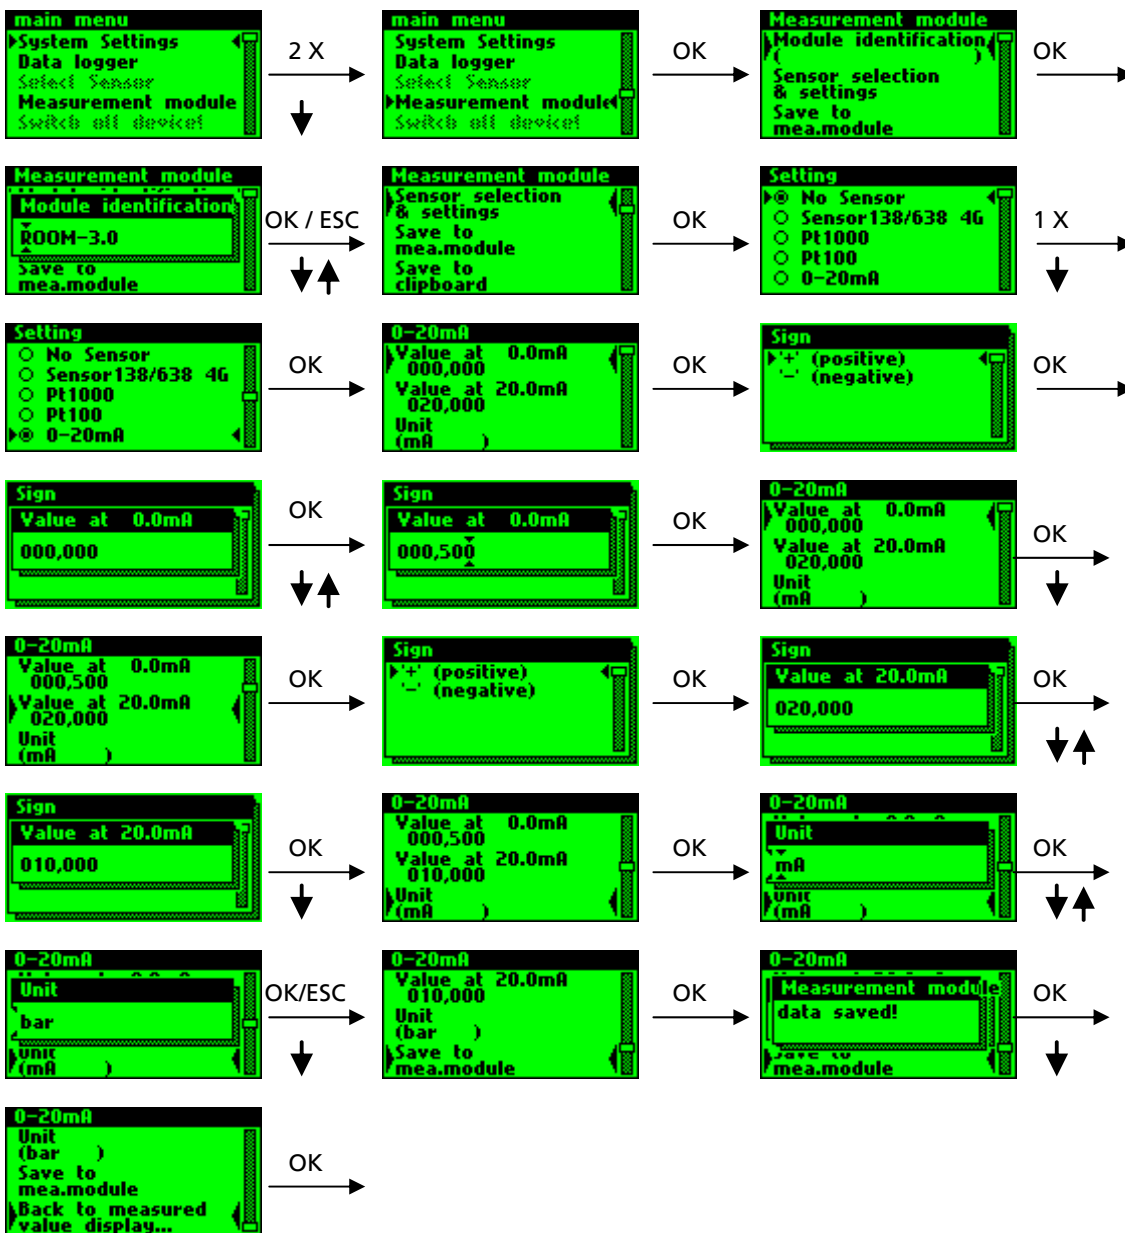 main menu
System Settings
Data logger
Select Sensor
Measurement module
Switch off device!
2 X
main menu
System Settings
Data logger
Select Sensor
Measurement module
Switch off device!
OK
Measurement module
Module identification
( )
Sensor selection
& settings
Save to
mea.module
OK
Measurement module
Module identification
ROOM-3.0
Save to
mea.module
OK / ESC
Measurement module
Sensor selection
& settings
Save to
mea.module
Save to
clipboard
OK
Setting
No Sensor
Sensor138/638 4G
Pt1000
Pt100
0-20mA
1 X
Setting
No Sensor
Sensor138/638 4G
Pt1000
Pt100
0-20mA
OK
0-20mA
Value at 0.0mA
000,000
Value at 20.0mA
020,000
Unit
(mA )
OK
Sign
'+' (positive)
'-' (negative)
OK
Sign
Value at 0.0mA
000,000
OK
Sign
Value at 0.0mA
000,500
OK
0-20mA
Value at 0.0mA
000,000
Value at 20.0mA
020,000
Unit
(mA )
OK
0-20mA
Value at 0.0mA
000,500
Value at 20.0mA
020,000
Unit
(mA )
OK
Sign
'+' (positive)
'-' (negative)
OK
Sign
Value at 20.0mA
020,000
OK
Sign
Value at 20.0mA
010,000
OK
0-20mA
Value at 0.0mA
000,500
Value at 20.0mA
010,000
Unit
(mA )
OK
0-20mA
Unit
mA
Unit
(mA )
OK
0-20mA
Unit
bar
Unit
(mA )
OK/ESC
0-20mA
Value at 20.0mA
010,000
Unit
(bar )
Save to
mea.module
OK
0-20mA
Measurement module
data saved!
Save to
mea.module
OK
0-20mA
Unit
(bar )
Save to
mea.module
Back to measured
value display...
OK